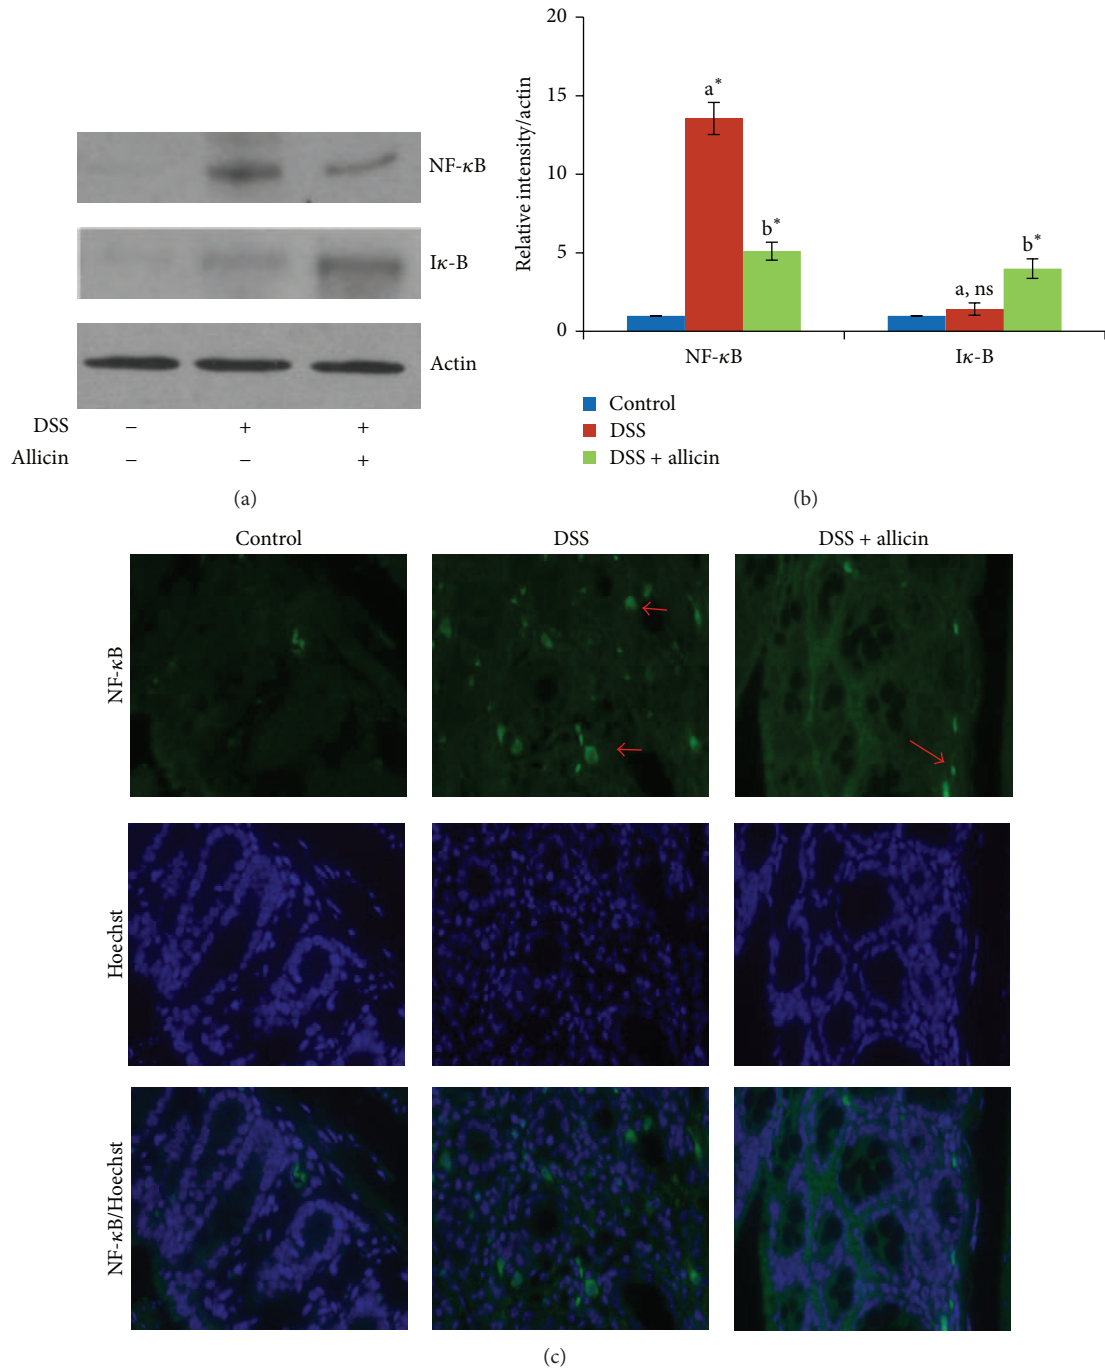 NF-κB
Iκ-B
Actin
DSS − + +
Allicin − − +
(a)
20
15
10
5
0
Relative intensity/actin
a*
b*
a, ns
b*
NF-κB Iκ-B
Control
DSS
DSS + allicin
(b)
Control DSS DSS + allicin
NF-κB
Hoechst
NF-κB/Hoechst
(c)